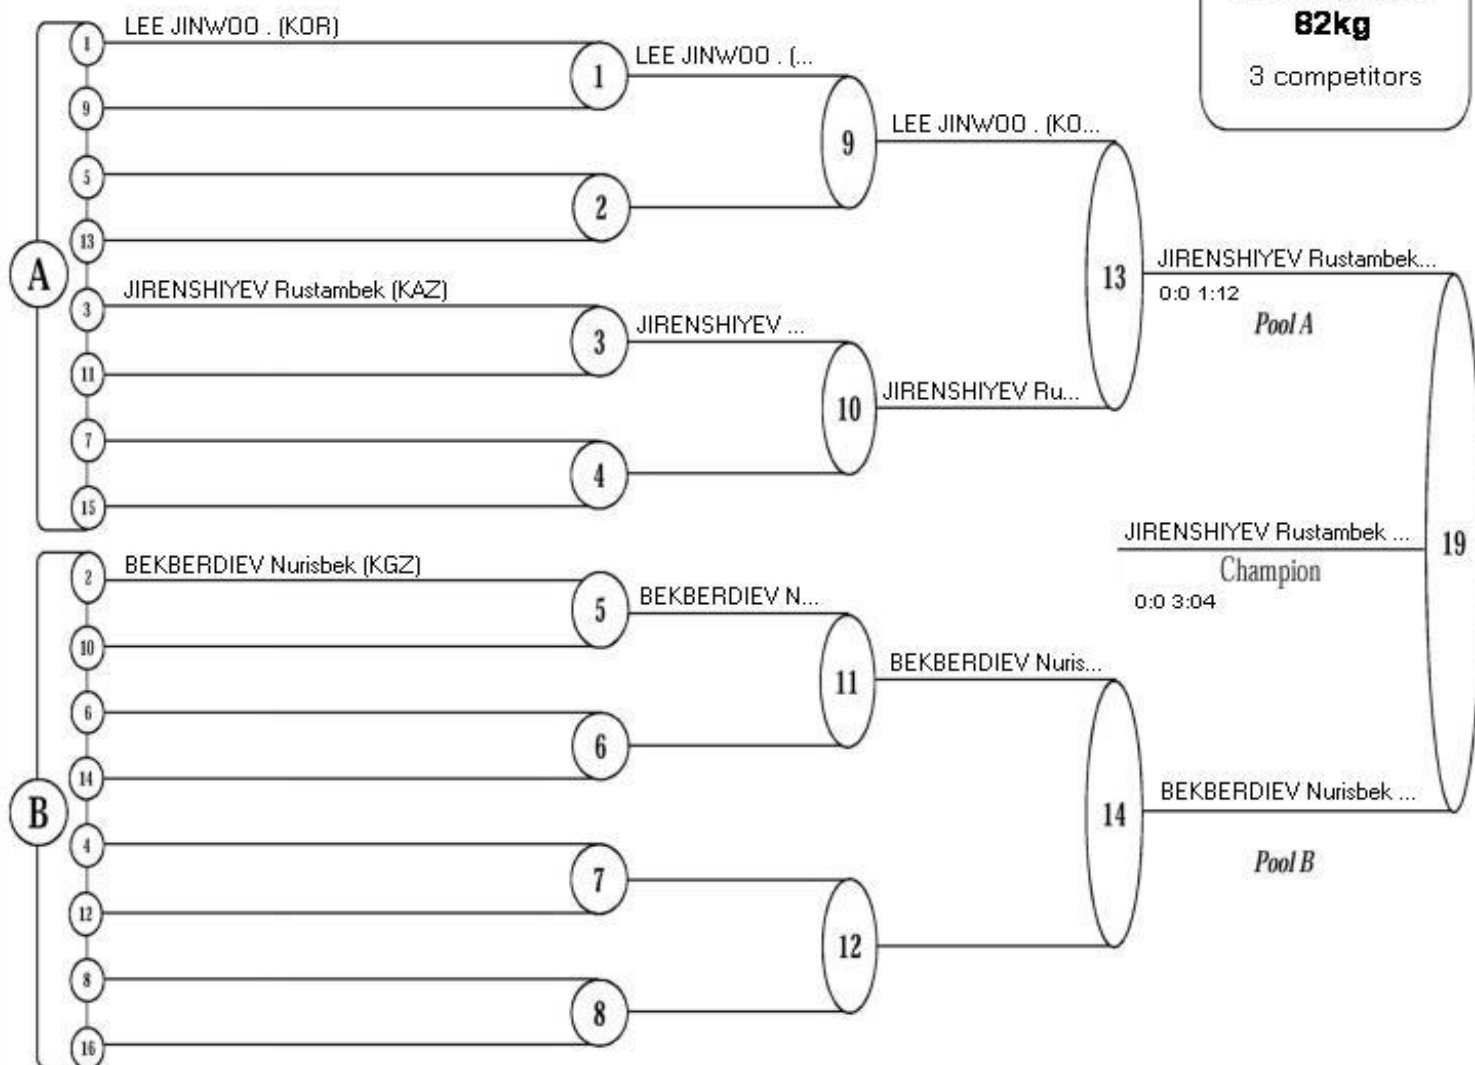 82kg
3 competitors
A
1
LEE JINWOO . (KOR)
9
5
13
3
JIRENSHIYEV Rustambek (KAZ)
11
7
15
1
LEE JINWOO . (...
2
3
JIRENSHIYEV ...
4
9
LEE JINWOO . (KO...
10
JIRENSHIYEV Ru...
13
JIRENSHIYEV Rustambek...
0:0 1:12
Pool A
B
2
BEKBERDIEV Nurisbek (KGZ)
10
6
14
4
12
8
16
5
BEKBERDIEV N...
6
7
8
11
BEKBERDIEV Nuris...
12
14
BEKBERDIEV Nurisbek ...
Pool B
19
JIRENSHIYEV Rustambek ...
Champion
0:0 3:04